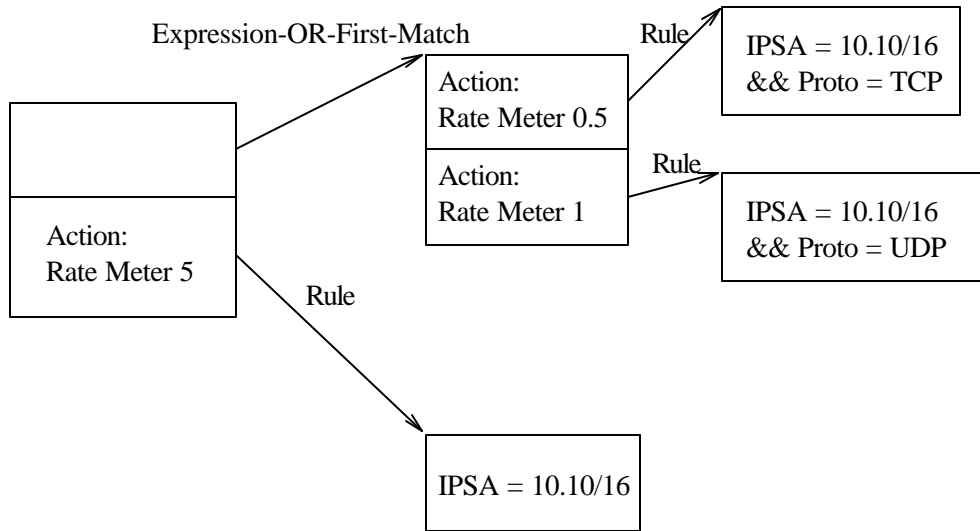 Expression-OR-First-Match
Action:
Rate Meter 0.5
Action:
Rate Meter 1
Rule
IPSA = 10.10/16
&& Proto = TCP
Rule
IPSA = 10.10/16
&& Proto = UDP
Action:
Rate Meter 5
Rule
IPSA = 10.10/16